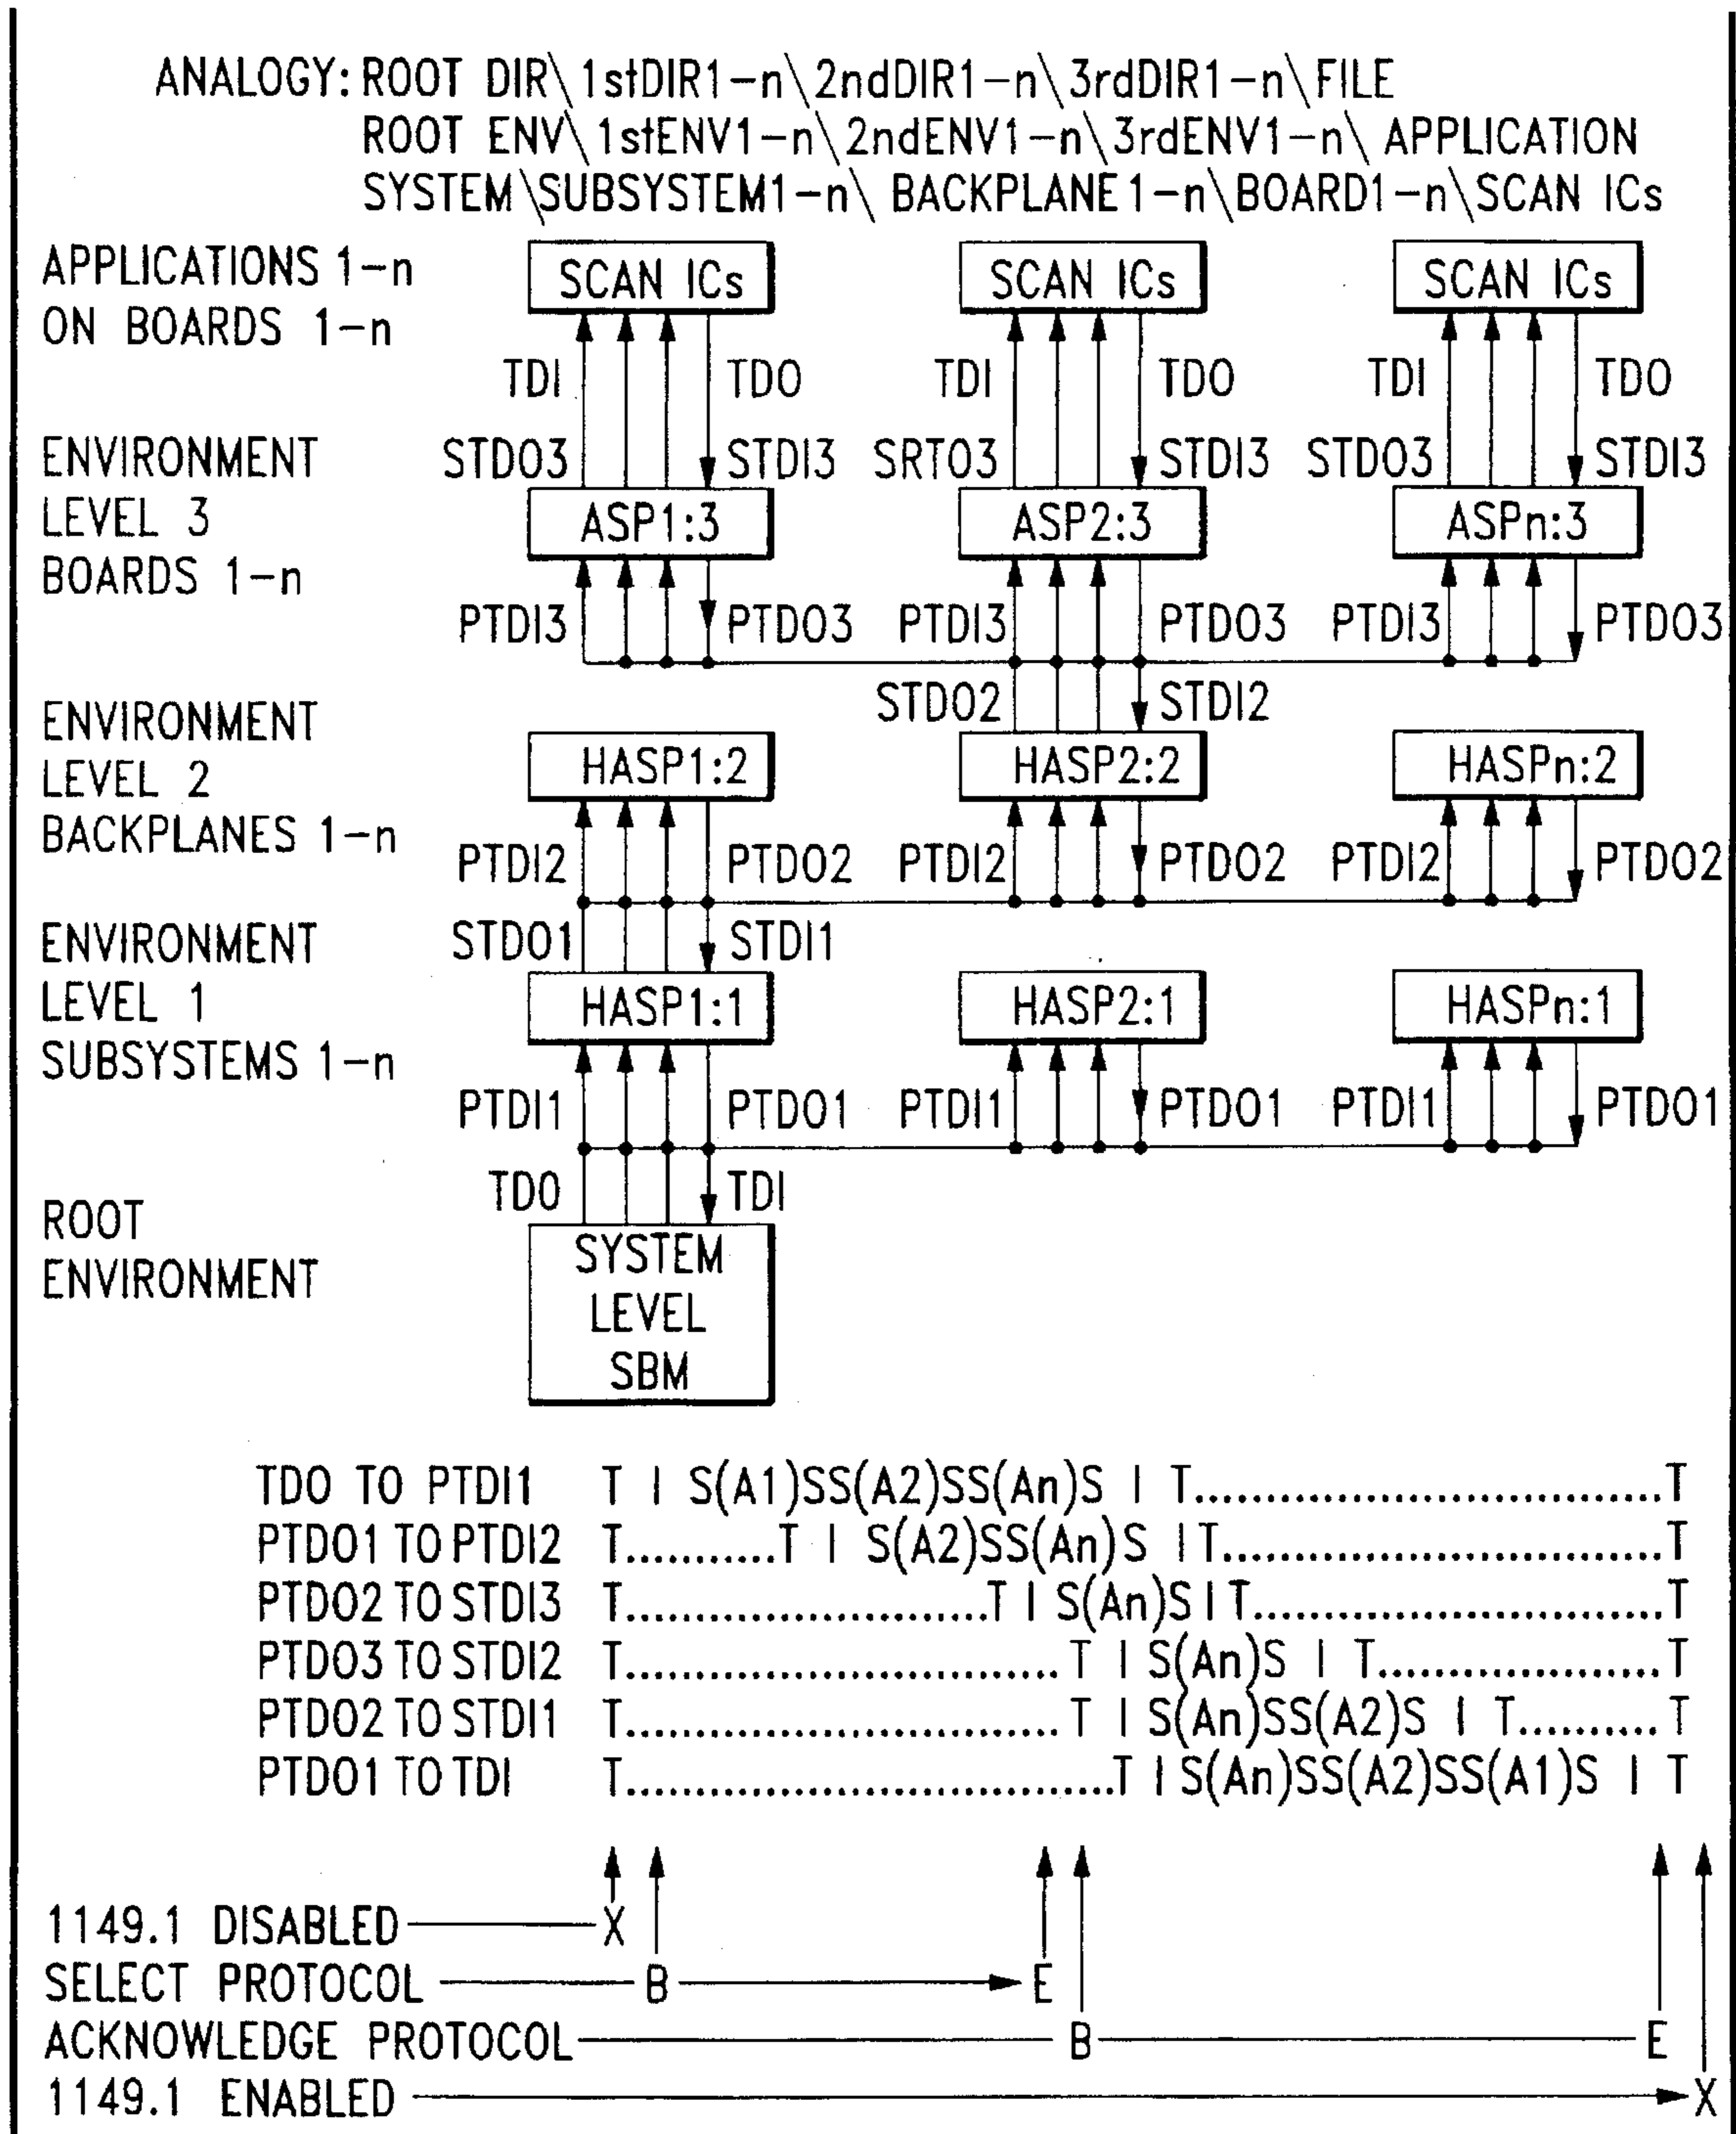 ANALOGY: ROOT DIR\1stDIR1-n\2ndDIR1-n\3rdDIR1-n\FILE
ROOT ENV\1stENV1-n\2ndENV1-n\3rdENV1-n\ APPLICATION
SYSTEM\SUBSYSTEM1-n\ BACKPLANE1-n\BOARD1-n\SCAN ICs
APPLICATIONS 1-n
ON BOARDS 1-n
SCAN ICs SCAN ICs SCAN ICs
TDI TDO TDI TDO TDI TDO
ENVIRONMENT
LEVEL 3
BOARDS 1-n
STDO3 STDI3 SRTO3 STDI3 STDO3 STDI3
ASP1:3 ASP2:3 ASPn:3
PTDI3 PTDO3 PTDI3 PTDO3 PTDI3 PTDO3
STDO2 STDI2
ENVIRONMENT
LEVEL 2
BACKPLANES 1-n
HASP1:2 HASP2:2 HASPn:2
PTDI2 PTDO2 PTDI2 PTDO2 PTDI2 PTDO2
ENVIRONMENT
LEVEL 1
SUBSYSTEMS 1-n
STDO1 STDI1
HASP1:1 HASP2:1 HASPn:1
PTDI1 PTDO1 PTDI1 PTDO1 PTDI1 PTDO1
TDO TDI
ROOT
ENVIRONMENT
SYSTEM
LEVEL
SBM
TDO TO PTDI1 T I S(A1)SS(A2)SS(An)S I T.................................T
PTDO1 TO PTDI2 T...........T I S(A2)SS(An)S IT................................T
PTDO2 TO STDI3 T..........................T I S(An)S I T..............................T
PTDO3 TO STDI2 T............................... T I S(An)S I T....................T
PTDO2 TO STDI1 T............................... T I S(An)SS(A2)S I T.......... T
PTDO1 TO TDI T...................................T I S(An)SS(A2)SS(A1)S I T
1149.1 DISABLED X
SELECT PROTOCOL B E
ACKNOWLEDGE PROTOCOL B E
1149.1 ENABLED X